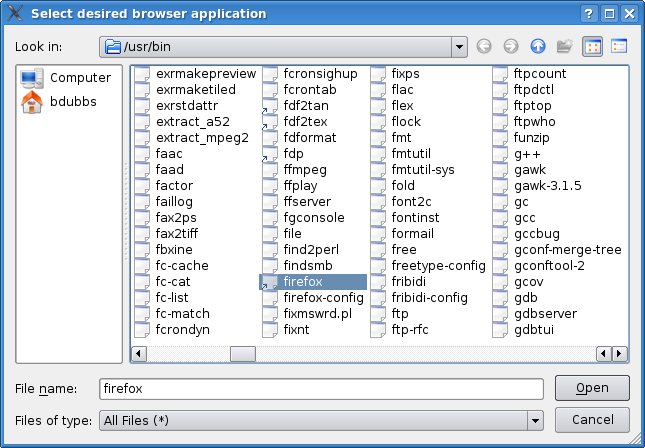 Select desired browser application
Look in: /usr/bin
Computer
bdubbs
exrmakepreview
exrmaketiled
exrstdattr
extract_a52
extract_mpeg2
faac
faad
factor
faillog
fax2ps
fax2tiff
fbxine
fc-cache
fc-cat
fc-list
fc-match
fcrondyn
fcronsighup
fcrontab
fdf2tan
fdf2tex
fdformat
fdp
ffmpeg
ffplay
ffserver
fgconsole
file
find2perl
findsmb
firefox
firefox-config
fixmswrd.pl
fixnt
fixps
flac
flex
flock
fmt
fmtutil
fmtutil-sys
fold
font2c
fontinst
formail
free
freetype-config
fribidi
fribidi-config
ftp
ftp-rfc
ftpcount
ftpdctl
ftptop
ftpwho
funzip
g++
gawk
gawk-3.1.5
gc
gcc
gccbug
gconf-merge-tree
gconftool-2
gcov
gdb
gdbserver
gdbtui
File name: firefox
Open
Files of type: All Files (*)
Cancel